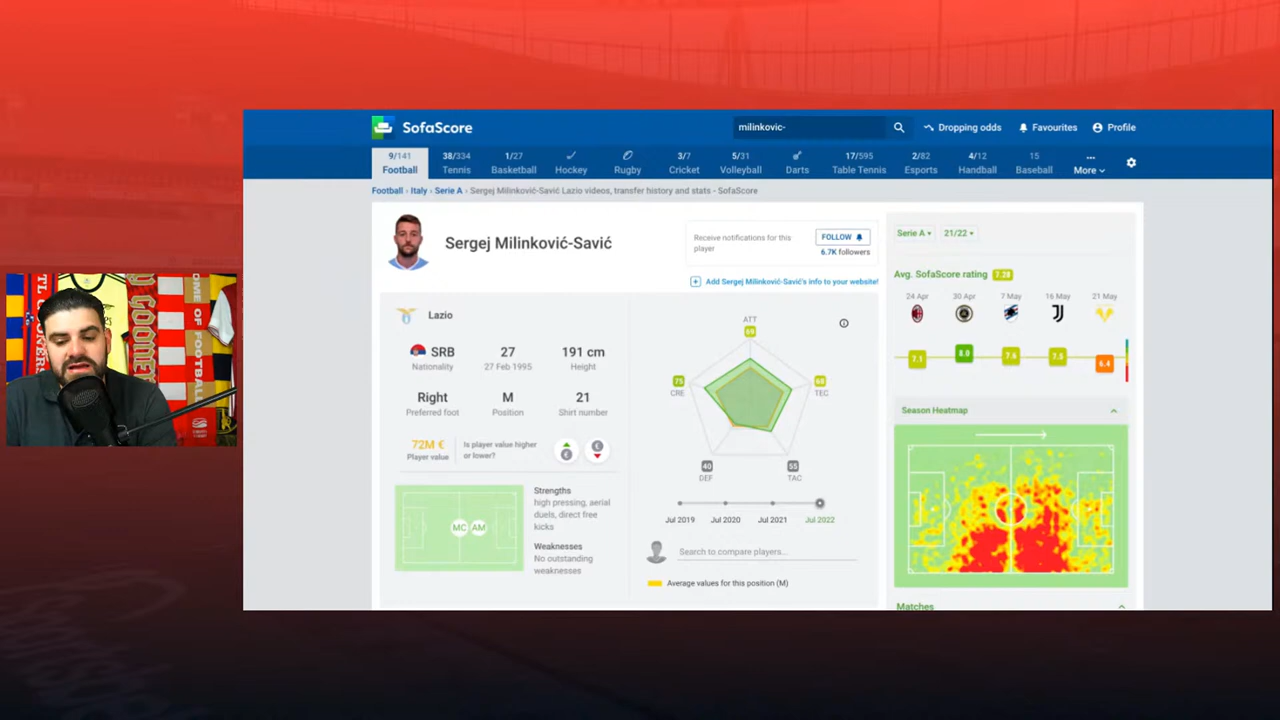 SofaScore
milinkovic-
Dropping odds
Favourites
Profile
9/141
Football
38/334
Tennis
1/27
Basketball
Hockey
Rugby
3/7
Cricket
5/31
Volleyball
Darts
17/595
Table Tennis
2/82
Esports
4/12
Handball
15
Baseball
More
Football › Italy › Serie A › Sergej Milinković-Savić Lazio videos, transfer history and stats - SofaScore
Sergej Milinković-Savić
Receive notifications for this
player
FOLLOW
6.7K followers
Add Sergej Milinković-Savić's info to your website!
Lazio
SRB
Nationality
27
27 Feb 1995
191 cm
Height
Right
Preferred foot
M
Position
21
Shirt number
72M €
Player value
Is player value higher
or lower?
MC AM
Strengths
high pressing, aerial
duels, direct free
kicks
Weaknesses
No outstanding
weaknesses
ATT
75
CRE
TEC
40
DEF
55
TAC
Jul 2019 Jul 2020 Jul 2021 Jul 2022
Search to compare players...
Average values for this position (M)
Serie A 21/22
Avg. SofaScore rating 7.28
24 Apr 30 Apr 7 May 16 May 21 May
7.1 8.0 7.6 7.5 6.4
Season Heatmap
Matches
GOONER
OME OF FOOTBALL